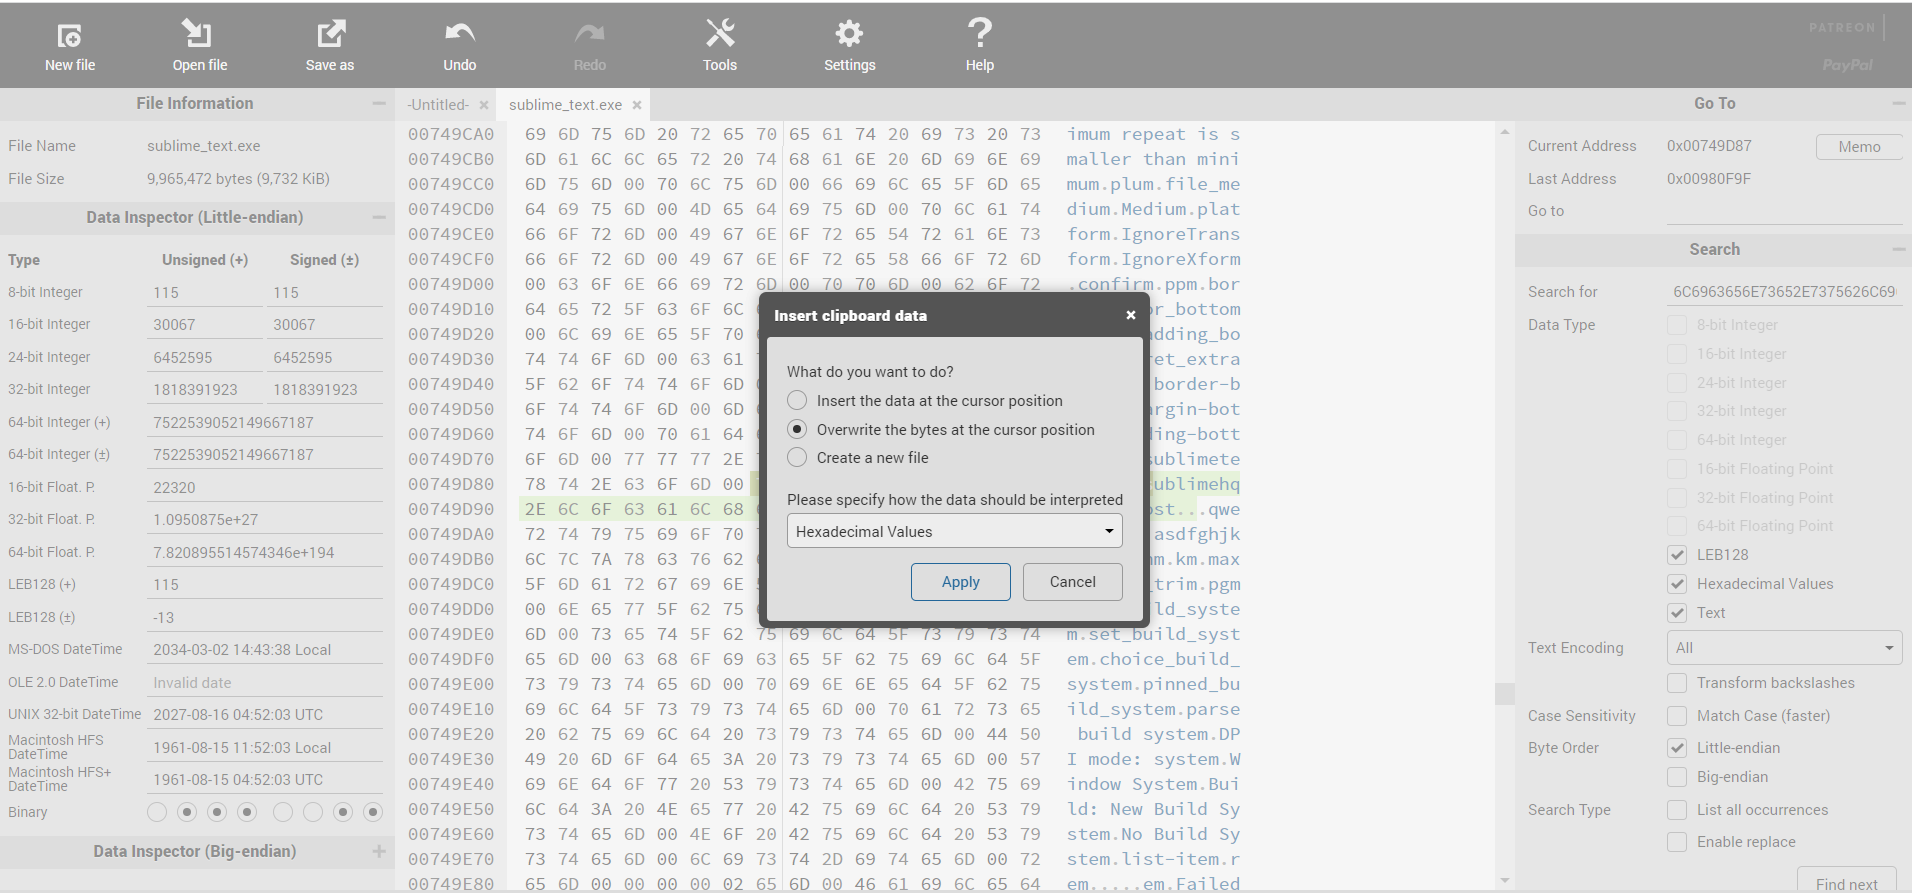 New file
Open file
Save as
Undo
Redo
Tools
Settings
Help
PATREON
PayPal
File Information
File Name sublime_text.exe
File Size 9,965,472 bytes (9,732 KiB)
Data Inspector (Little-endian)
Type Unsigned (+) Signed (±)
8-bit Integer 115 115
16-bit Integer 30067 30067
24-bit Integer 6452595 6452595
32-bit Integer 1818391923 1818391923
64-bit Integer (+) 7522539052149667187
64-bit Integer (±) 7522539052149667187
16-bit Float. P. 22320
32-bit Float. P. 1.0950875e+27
64-bit Float. P. 7.820895514574346e+194
LEB128 (+) 115
LEB128 (±) -13
MS-DOS DateTime 2034-03-02 14:43:38 Local
OLE 2.0 DateTime Invalid date
UNIX 32-bit DateTime 2027-08-16 04:52:03 UTC
Macintosh HFS
DateTime 1961-08-15 11:52:03 Local
Macintosh HFS+
DateTime 1961-08-15 04:52:03 UTC
Binary
Data Inspector (Big-endian)
-Untitled- × sublime_text.exe ×
00749CA0 69 6D 75 6D 20 72 65 70 65 61 74 20 69 73 20 73 imum repeat is s
00749CB0 6D 61 6C 6C 65 72 20 74 68 61 6E 20 6D 69 6E 69 maller than mini
00749CC0 6D 75 6D 00 70 6C 75 6D 00 66 69 6C 65 5F 6D 65 mum.plum.file_me
00749CD0 64 69 75 6D 00 4D 65 64 69 75 6D 00 70 6C 61 74 dium.Medium.plat
00749CE0 66 6F 72 6D 00 49 67 6E 6F 72 65 54 72 61 6E 73 form.IgnoreTrans
00749CF0 66 6F 72 6D 00 49 67 6E 6F 72 65 58 66 6F 72 6D form.IgnoreXform
00749D00 00 63 6F 6E 66 69 72 6D 00 70 70 6D 00 62 6F 72 .confirm.ppm.bor
00749D10 64 65 72 5F 63 6F 6C or_bottom
00749D20 00 6C 69 6E 65 5F 70 adding_bo
00749D30 74 74 6F 6D 00 63 61 ret_extra
00749D40 5F 62 6F 74 74 6F 6D border-b
00749D50 6F 74 74 6F 6D 00 6D rgin-bot
00749D60 74 6F 6D 00 70 61 64 ing-bott
00749D70 6F 6D 00 77 77 77 2E sublimete
00749D80 78 74 2E 63 6F 6D 00 ublimehq
00749D90 2E 6C 6F 63 61 6C 68 ost...qwe
00749DA0 72 74 79 75 69 6F 70 asdfghjk
00749DB0 6C 7C 7A 78 63 76 62 m.km.max
00749DC0 5F 6D 61 72 67 69 6E _trim.pgm
00749DD0 00 6E 65 77 5F 62 75 ld_syste
00749DE0 6D 00 73 65 74 5F 62 75 69 6C 64 5F 73 79 73 74 m.set_build_syst
00749DF0 65 6D 00 63 68 6F 69 63 65 5F 62 75 69 6C 64 5F em.choice_build_
00749E00 73 79 73 74 65 6D 00 70 69 6E 6E 65 64 5F 62 75 system.pinned_bu
00749E10 69 6C 64 5F 73 79 73 74 65 6D 00 70 61 72 73 65 ild_system.parse
00749E20 20 62 75 69 6C 64 20 73 79 73 74 65 6D 00 44 50 build system.DP
00749E30 49 20 6D 6F 64 65 3A 20 73 79 73 74 65 6D 00 57 I mode: system.W
00749E40 69 6E 64 6F 77 20 53 79 73 74 65 6D 00 42 75 69 indow System.Bui
00749E50 6C 64 3A 20 4E 65 77 20 42 75 69 6C 64 20 53 79 ld: New Build Sy
00749E60 73 74 65 6D 00 4E 6F 20 42 75 69 6C 64 20 53 79 stem.No Build Sy
00749E70 73 74 65 6D 00 6C 69 73 74 2D 69 74 65 6D 00 72 stem.list-item.r
00749E80 65 6D 00 00 00 00 02 65 6D 00 46 61 69 6C 65 64 em.....em.Failed
Insert clipboard data ×
What do you want to do?
Insert the data at the cursor position
Overwrite the bytes at the cursor position
Create a new file
Please specify how the data should be interpreted
Hexadecimal Values
Apply Cancel
Go To
Current Address 0x00749D87 Memo
Last Address 0x00980F9F
Go to
Search
Search for 6C6963656E73652E7375626C69
Data Type 8-bit Integer
16-bit Integer
24-bit Integer
32-bit Integer
64-bit Integer
16-bit Floating Point
32-bit Floating Point
64-bit Floating Point
LEB128
Hexadecimal Values
Text
Text Encoding All
Transform backslashes
Case Sensitivity Match Case (faster)
Byte Order Little-endian
Big-endian
Search Type List all occurrences
Enable replace
Find next